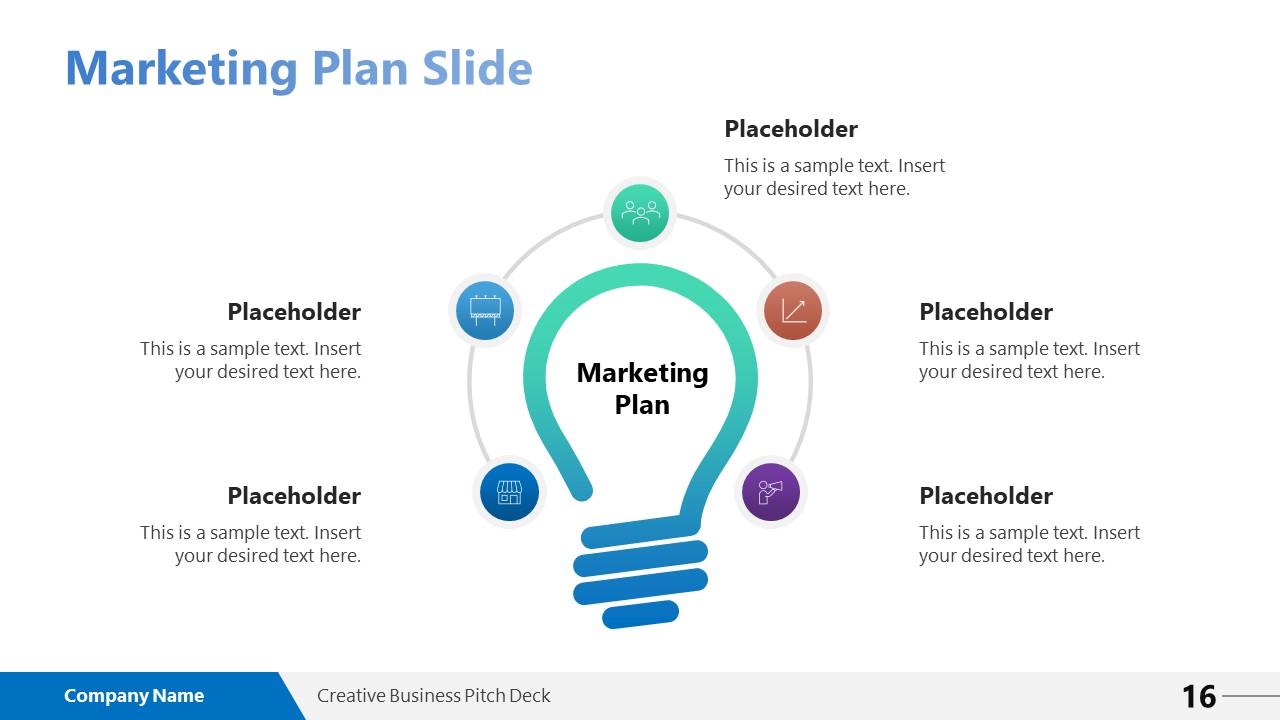 Marketing Plan Slide
Placeholder
This is a sample text. Insert
your desired text here.
Placeholder
This is a sample text. Insert
your desired text here.
Placeholder
This is a sample text. Insert
your desired text here.
Marketing
Plan
Placeholder
This is a sample text. Insert
your desired text here.
Placeholder
This is a sample text. Insert
your desired text here.
Company Name
Creative Business Pitch Deck
16